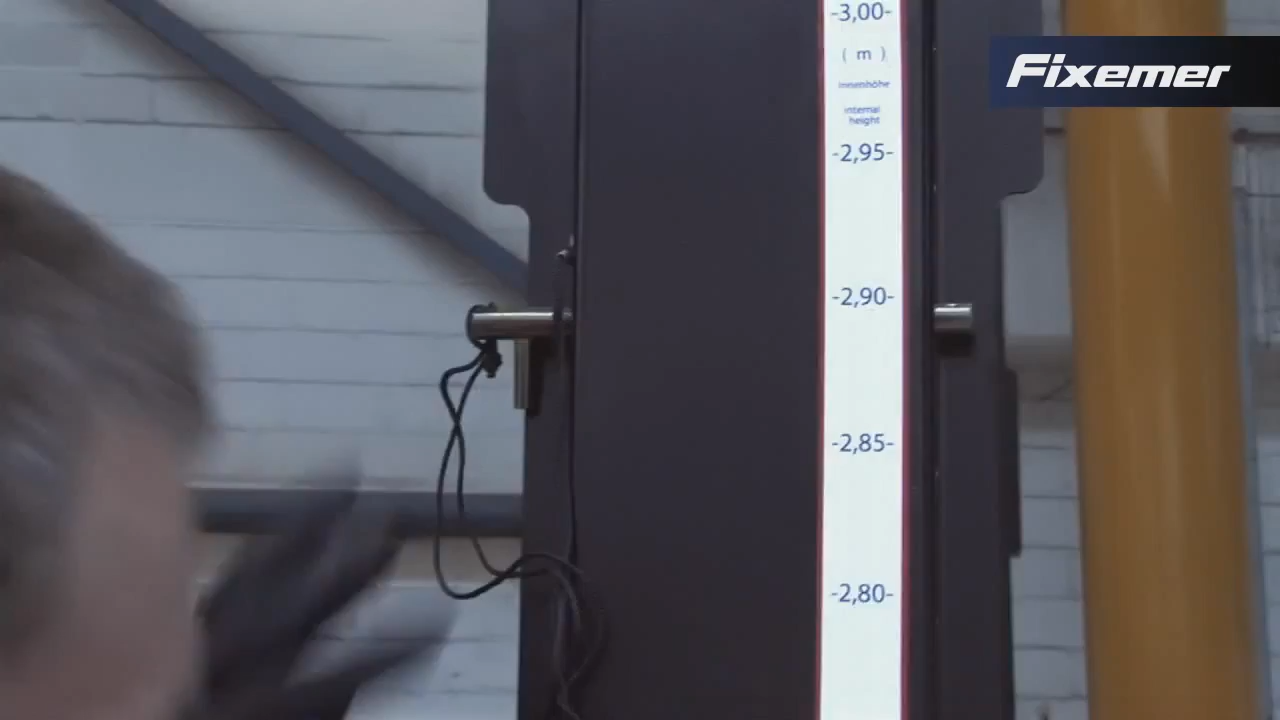 -3,00-
Fixemer
( m )
innenhöhe
internal
height
-2,95-
-2,90-
-2,85-
-2,80-